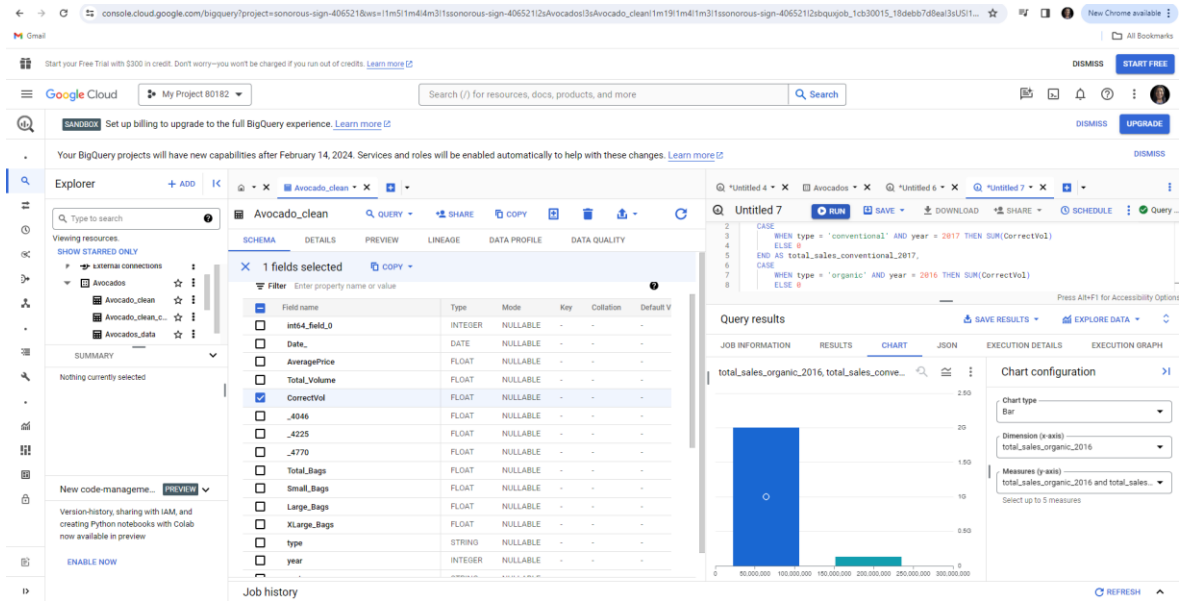 console.cloud.google.com/bigquery?project=sonorous-sign-406521&ws=!1m5!1m4!4m3!1ssonorous-sign-406521!2sAvocados!3sAvocado_clean!1m19!1m4!1m3!1ssonorous-sign-406521!2sbquxjob_1cb30015_18debb7d8ea!3sUS!1...
New Chrome available
Gmail
All Bookmarks
Start your Free Trial with $300 in credit. Don't worry—you won't be charged if you run out of credits. Learn more
DISMISS
START FREE
Google Cloud
My Project 80182
Search (/) for resources, docs, products, and more
Search
SANDBOX Set up billing to upgrade to the full BigQuery experience. Learn more
DISMISS
UPGRADE
Your BigQuery projects will have new capabilities after February 14, 2024. Services and roles will be enabled automatically to help with these changes. Learn more
DISMISS
Explorer
+ ADD
Type to search
Viewing resources.
SHOW STARRED ONLY
External connections
Avocados
Avocado_clean
Avocado_clean_c...
Avocados_data
SUMMARY
Nothing currently selected
New code-manageme... PREVIEW
Version-history, sharing with IAM, and
creating Python notebooks with Colab
now available in preview
ENABLE NOW
Avocado_clean
Avocado_clean
QUERY
SHARE
COPY
SCHEMA DETAILS PREVIEW LINEAGE DATA PROFILE DATA QUALITY
1 fields selected
COPY
Filter Enter property name or value
Field name Type Mode Key Collation Default V
int64_field_0 INTEGER NULLABLE - - -
Date_ DATE NULLABLE - - -
AveragePrice FLOAT NULLABLE - - -
Total_Volume FLOAT NULLABLE - - -
CorrectVol FLOAT NULLABLE - - -
_4046 FLOAT NULLABLE - - -
_4225 FLOAT NULLABLE - - -
_4770 FLOAT NULLABLE - - -
Total_Bags FLOAT NULLABLE - - -
Small_Bags FLOAT NULLABLE - - -
Large_Bags FLOAT NULLABLE - - -
XLarge_Bags FLOAT NULLABLE - - -
type STRING NULLABLE - - -
year INTEGER NULLABLE - - -
*Untitled 4
Avocados
*Untitled 6
*Untitled 7
Untitled 7
RUN
SAVE
DOWNLOAD
SHARE
SCHEDULE
Query ...
2 CASE
3 WHEN type = 'conventional' AND year = 2017 THEN SUM(CorrectVol)
4 ELSE 0
5 END AS total_sales_conventional_2017,
6 CASE
7 WHEN type = 'organic' AND year = 2016 THEN SUM(CorrectVol)
8 ELSE 0
Press Alt+F1 for Accessibility Options
Query results
SAVE RESULTS
EXPLORE DATA
JOB INFORMATION RESULTS CHART JSON EXECUTION DETAILS EXECUTION GRAPH
total_sales_organic_2016, total_sales_conve...
2.5G
2G
1.5G
1G
0.5G
0
0 50,000,000 100,000,000 150,000,000 200,000,000 250,000,000 300,000,000
Chart configuration
Chart type
Bar
Dimension (x-axis)
total_sales_organic_2016
Measures (y-axis)
total_sales_organic_2016 and total_sales...
Select up to 5 measures
Job history
REFRESH